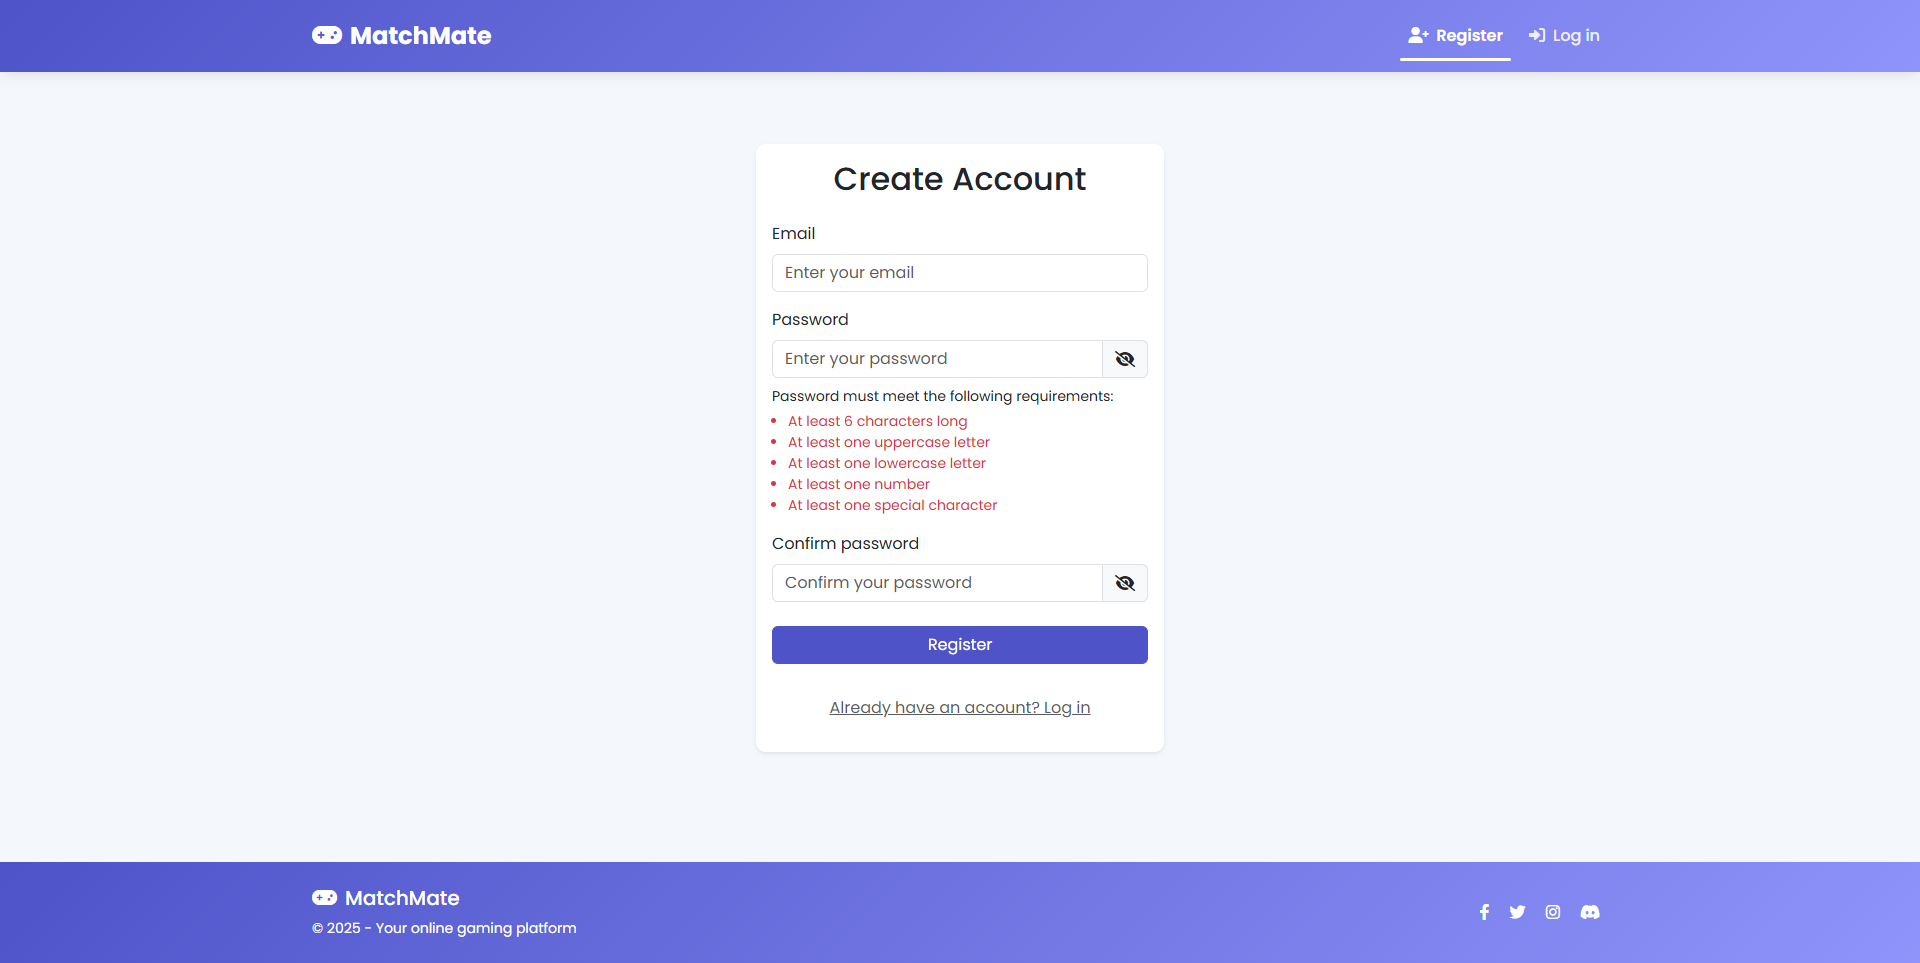 MatchMate
Register
Log in
Create Account
Email
Enter your email
Password
Enter your password
Password must meet the following requirements:
• At least 6 characters long
• At least one uppercase letter
• At least one lowercase letter
• At least one number
• At least one special character
Confirm password
Confirm your password
Register
Already have an account? Log in
MatchMate
© 2025 - Your online gaming platform